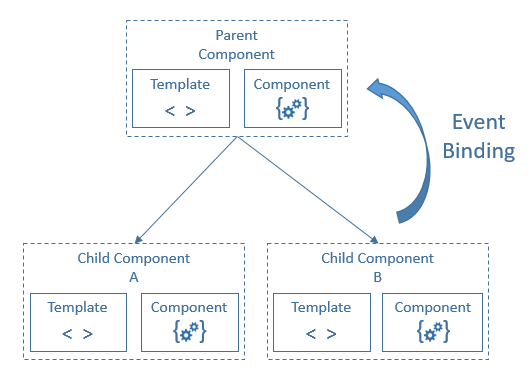 Parent
Component
Template
Component
< >
{ }
Event
Binding
Child Component
A
Child Component
B
Template
Component
Template
Component
< >
{ }
< >
{ }